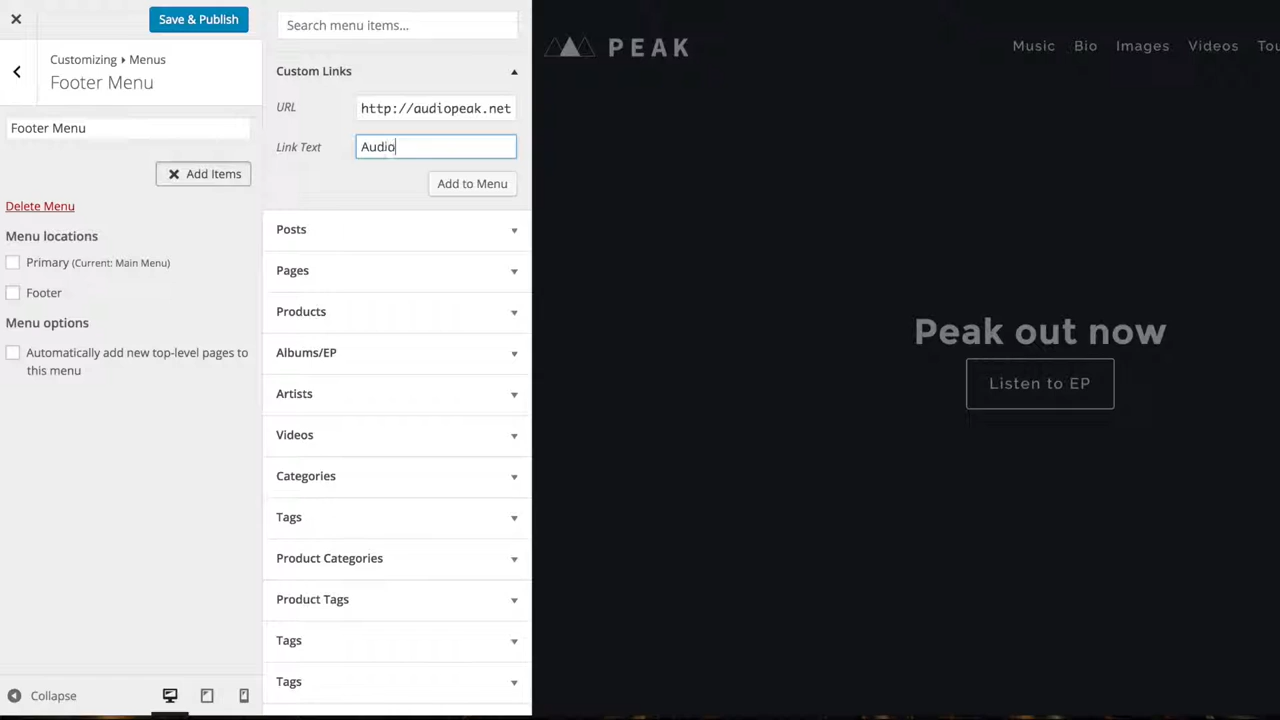 Save & Publish
Customizing ▸ Menus
Footer Menu
Footer Menu
Add Items
Delete Menu
Menu locations
Primary (Current: Main Menu)
Footer
Menu options
Automatically add new top-level pages to
this menu
Collapse
Search menu items...
Custom Links
URL
http://audiopeak.net
Link Text
Audio
Add to Menu
Posts
Pages
Products
Albums/EP
Artists
Videos
Categories
Tags
Product Categories
Product Tags
Tags
Tags
PEAK
Music Bio Images Videos
Peak out now
Listen to EP